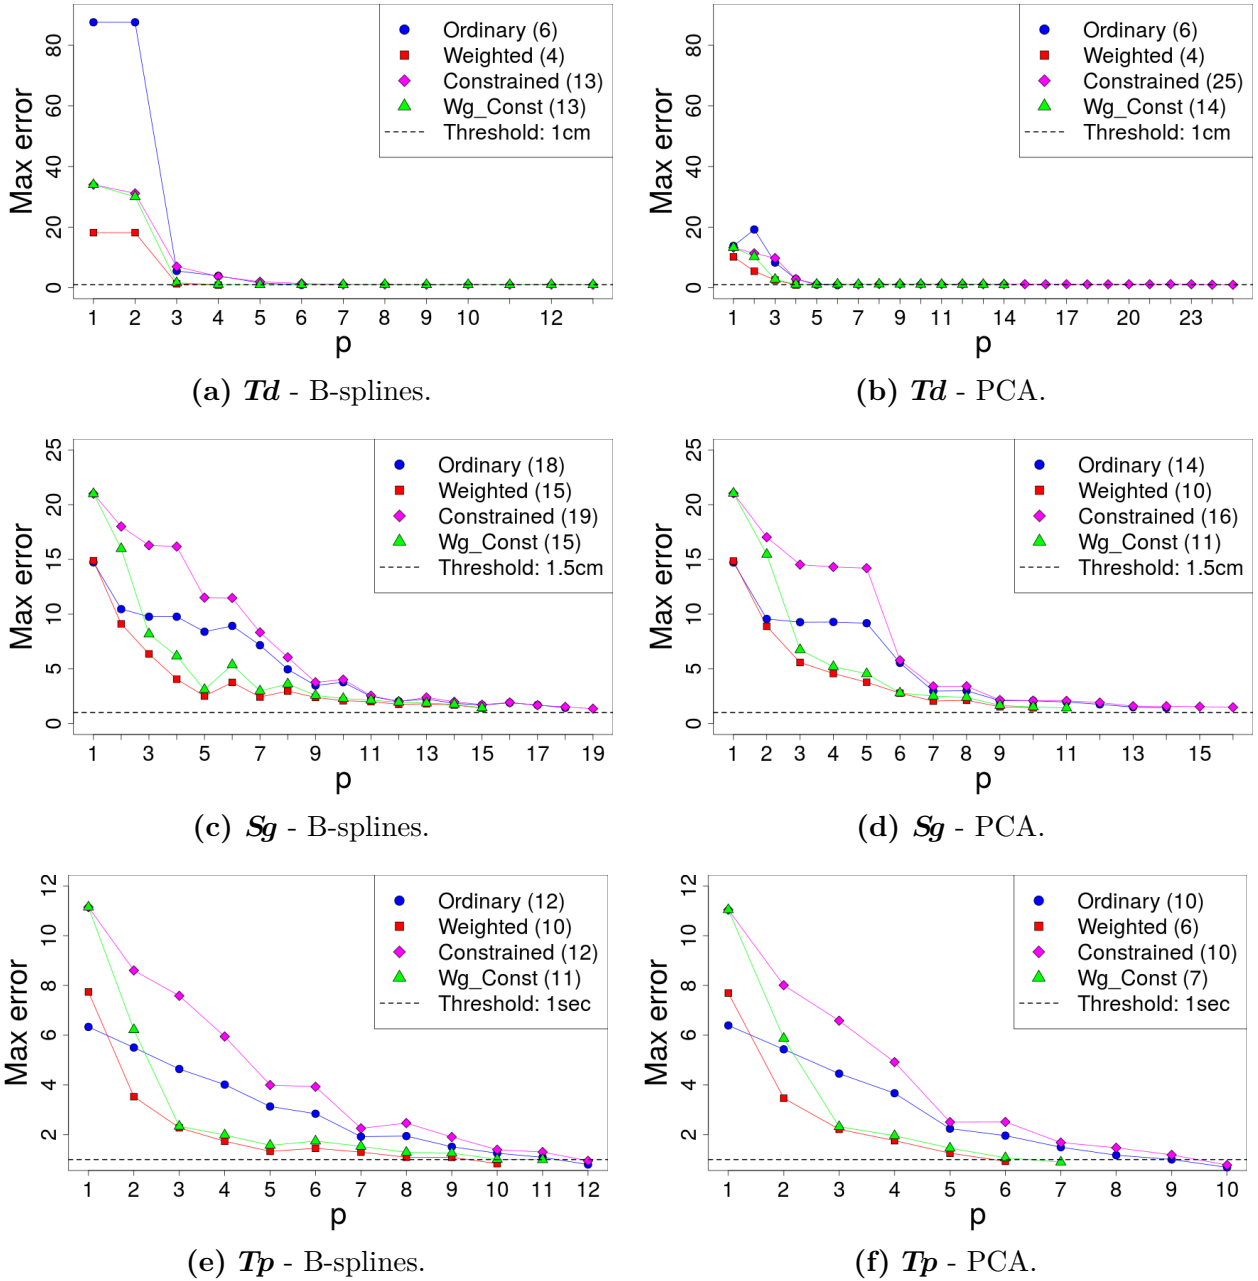 Max error
80
60
40
20
0
Ordinary (6)
Weighted (4)
Constrained (13)
Wg_Const (13)
Threshold: 1cm
1 2 3 4 5 6 7 8 9 10 12
p
(a) Td - B-splines.
Max error
80
60
40
20
0
Ordinary (6)
Weighted (4)
Constrained (25)
Wg_Const (14)
Threshold: 1cm
1 3 5 7 9 11 14 17 20 23
p
(b) Td - PCA.
Max error
25
20
15
10
5
0
Ordinary (18)
Weighted (15)
Constrained (19)
Wg_Const (15)
Threshold: 1.5cm
1 3 5 7 9 11 13 15 17 19
p
(c) Sg - B-splines.
Max error
25
20
15
10
5
0
Ordinary (14)
Weighted (10)
Constrained (16)
Wg_Const (11)
Threshold: 1.5cm
1 2 3 4 5 6 7 8 9 11 13 15
p
(d) Sg - PCA.
Max error
12
10
8
6
4
2
Ordinary (12)
Weighted (10)
Constrained (12)
Wg_Const (11)
Threshold: 1sec
1 2 3 4 5 6 7 8 9 10 11 12
p
(e) Tp - B-splines.
Max error
12
10
8
6
4
2
Ordinary (10)
Weighted (6)
Constrained (10)
Wg_Const (7)
Threshold: 1sec
1 2 3 4 5 6 7 8 9 10
p
(f) Tp - PCA.